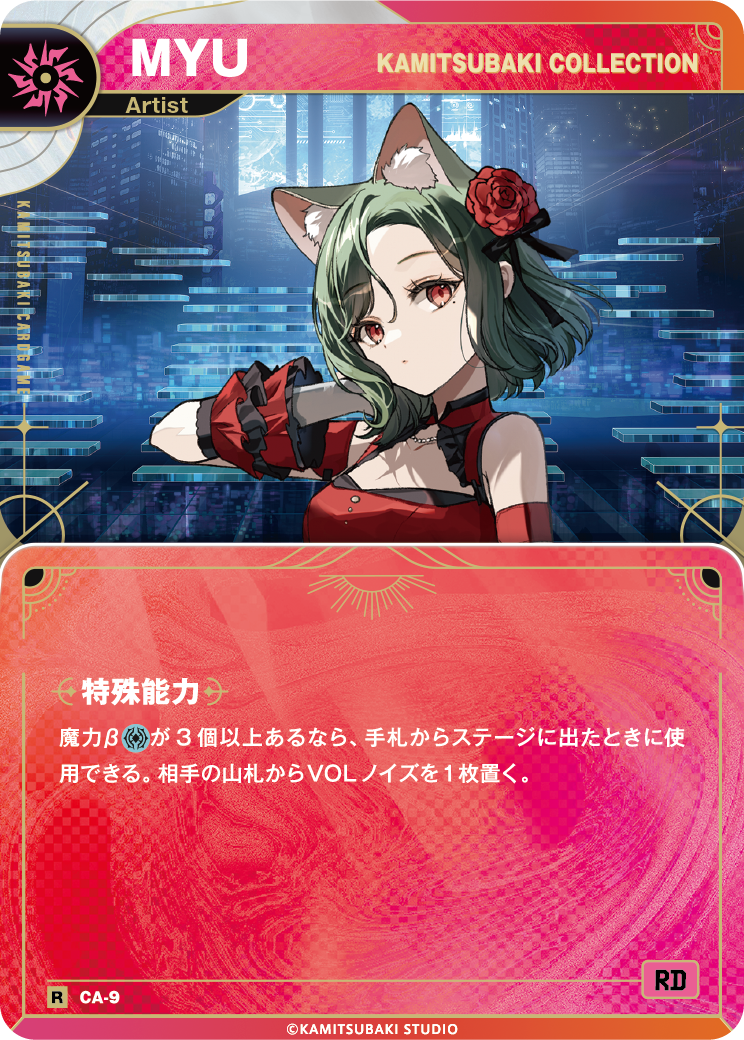 MYU
KAMITSUBAKI COLLECTION
Artist
KAMITSUBAKI CARDGAME
特殊能力
魔力βが3個以上あるなら、手札からステージに出たときに使
用できる。相手の山札からVOLノイズを1枚置く。
R CA-9
RD
©KAMITSUBAKI STUDIO